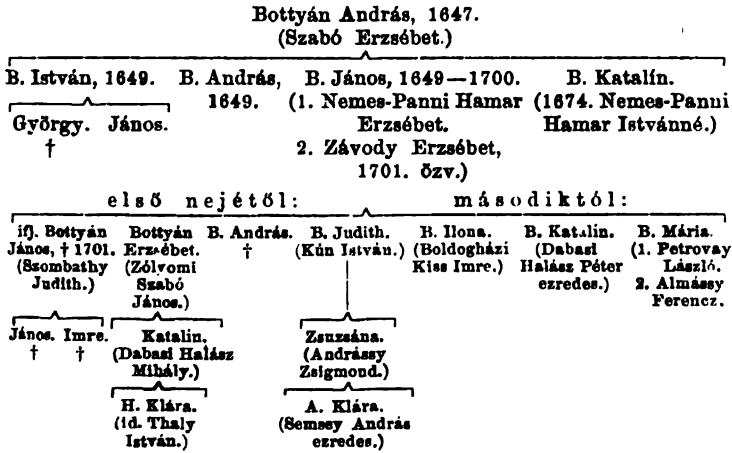 Bottyán András, 1647.
(Szabó Erzsébet.)
B. István, 1649. B. András, B. János, 1649—1700. B. Katalín.
1649. (1. Nemes-Panni Hamar (1674. Nemes-Panni
György. János. Erzsébet. Hamar Istvánné.)
† 2. Závody Erzsébet,
1701. özv.)
első nejétől: másodiktól:
ifj. Bottyán Bottyán B. András. B. Judith. B. Ilona. B. Katalin. B. Mária.
János, † 1701. Erzsébet. † (Kún István.) (Boldogházi (Dabasi (1. Petrovay
(Szombathy (Zólyomi Kiss Imre.) Halász Péter László.
Judith.) Szabó ezredes.) 2. Almássy
János.) Ferencz.
János. Imre. Katalin. Zsuzsána.
† † (Dabasi Halász (Andrássy
Mihály.) Zsigmond.)
H. Klára. A. Klára.
(id. Thaly (Semsey András
István.) ezredes.)